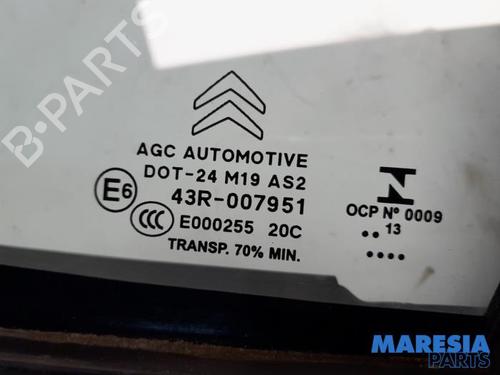 B-PARTS
AGC AUTOMOTIVE
DOT-24 M19 AS2
E6 43R-007951
CCC E000255 20C
TRANSP. 70% MIN.
N
OCP Nº 0009
.. 13
....
MARESIA
PARTS